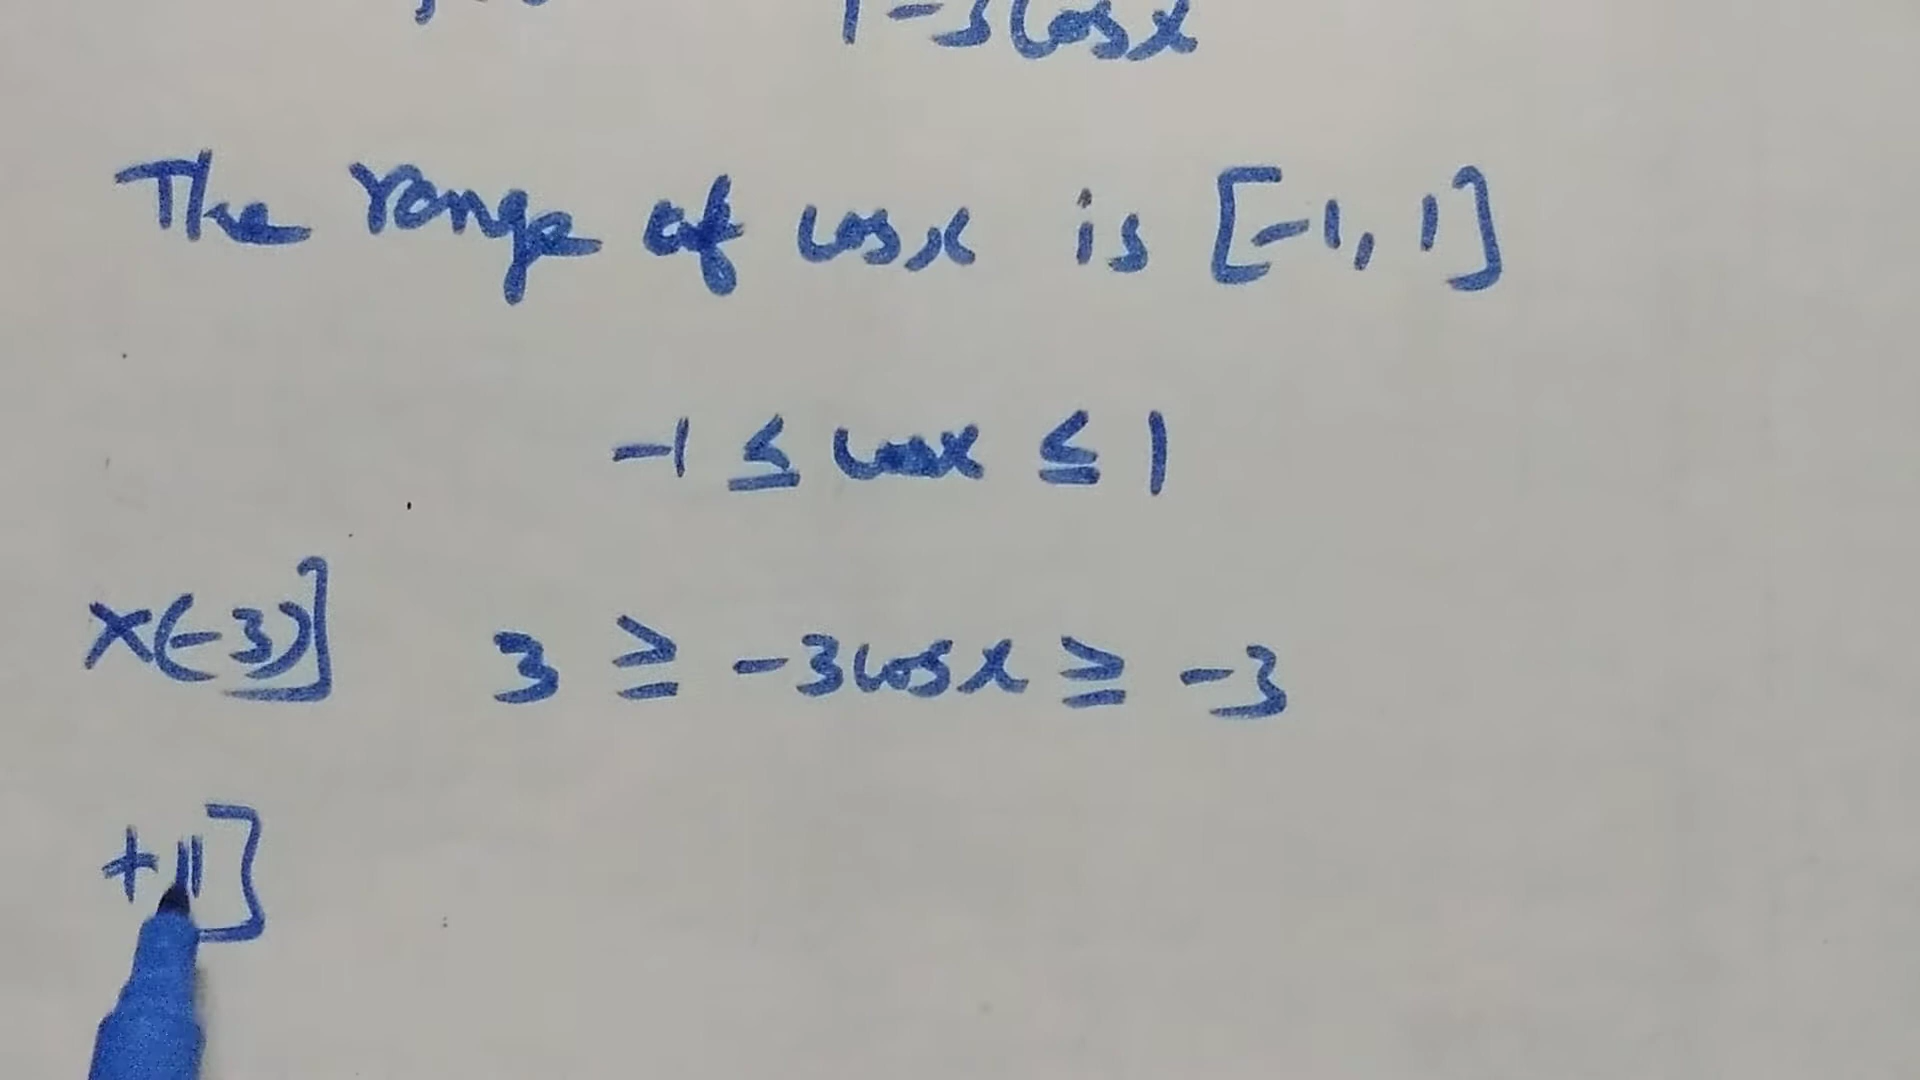 1-3cosx
The range of cosx is [-1, 1]
-1 ≤ cosx ≤ 1
x(-3)] 3 ≥ -3cosx ≥ -3
+1]